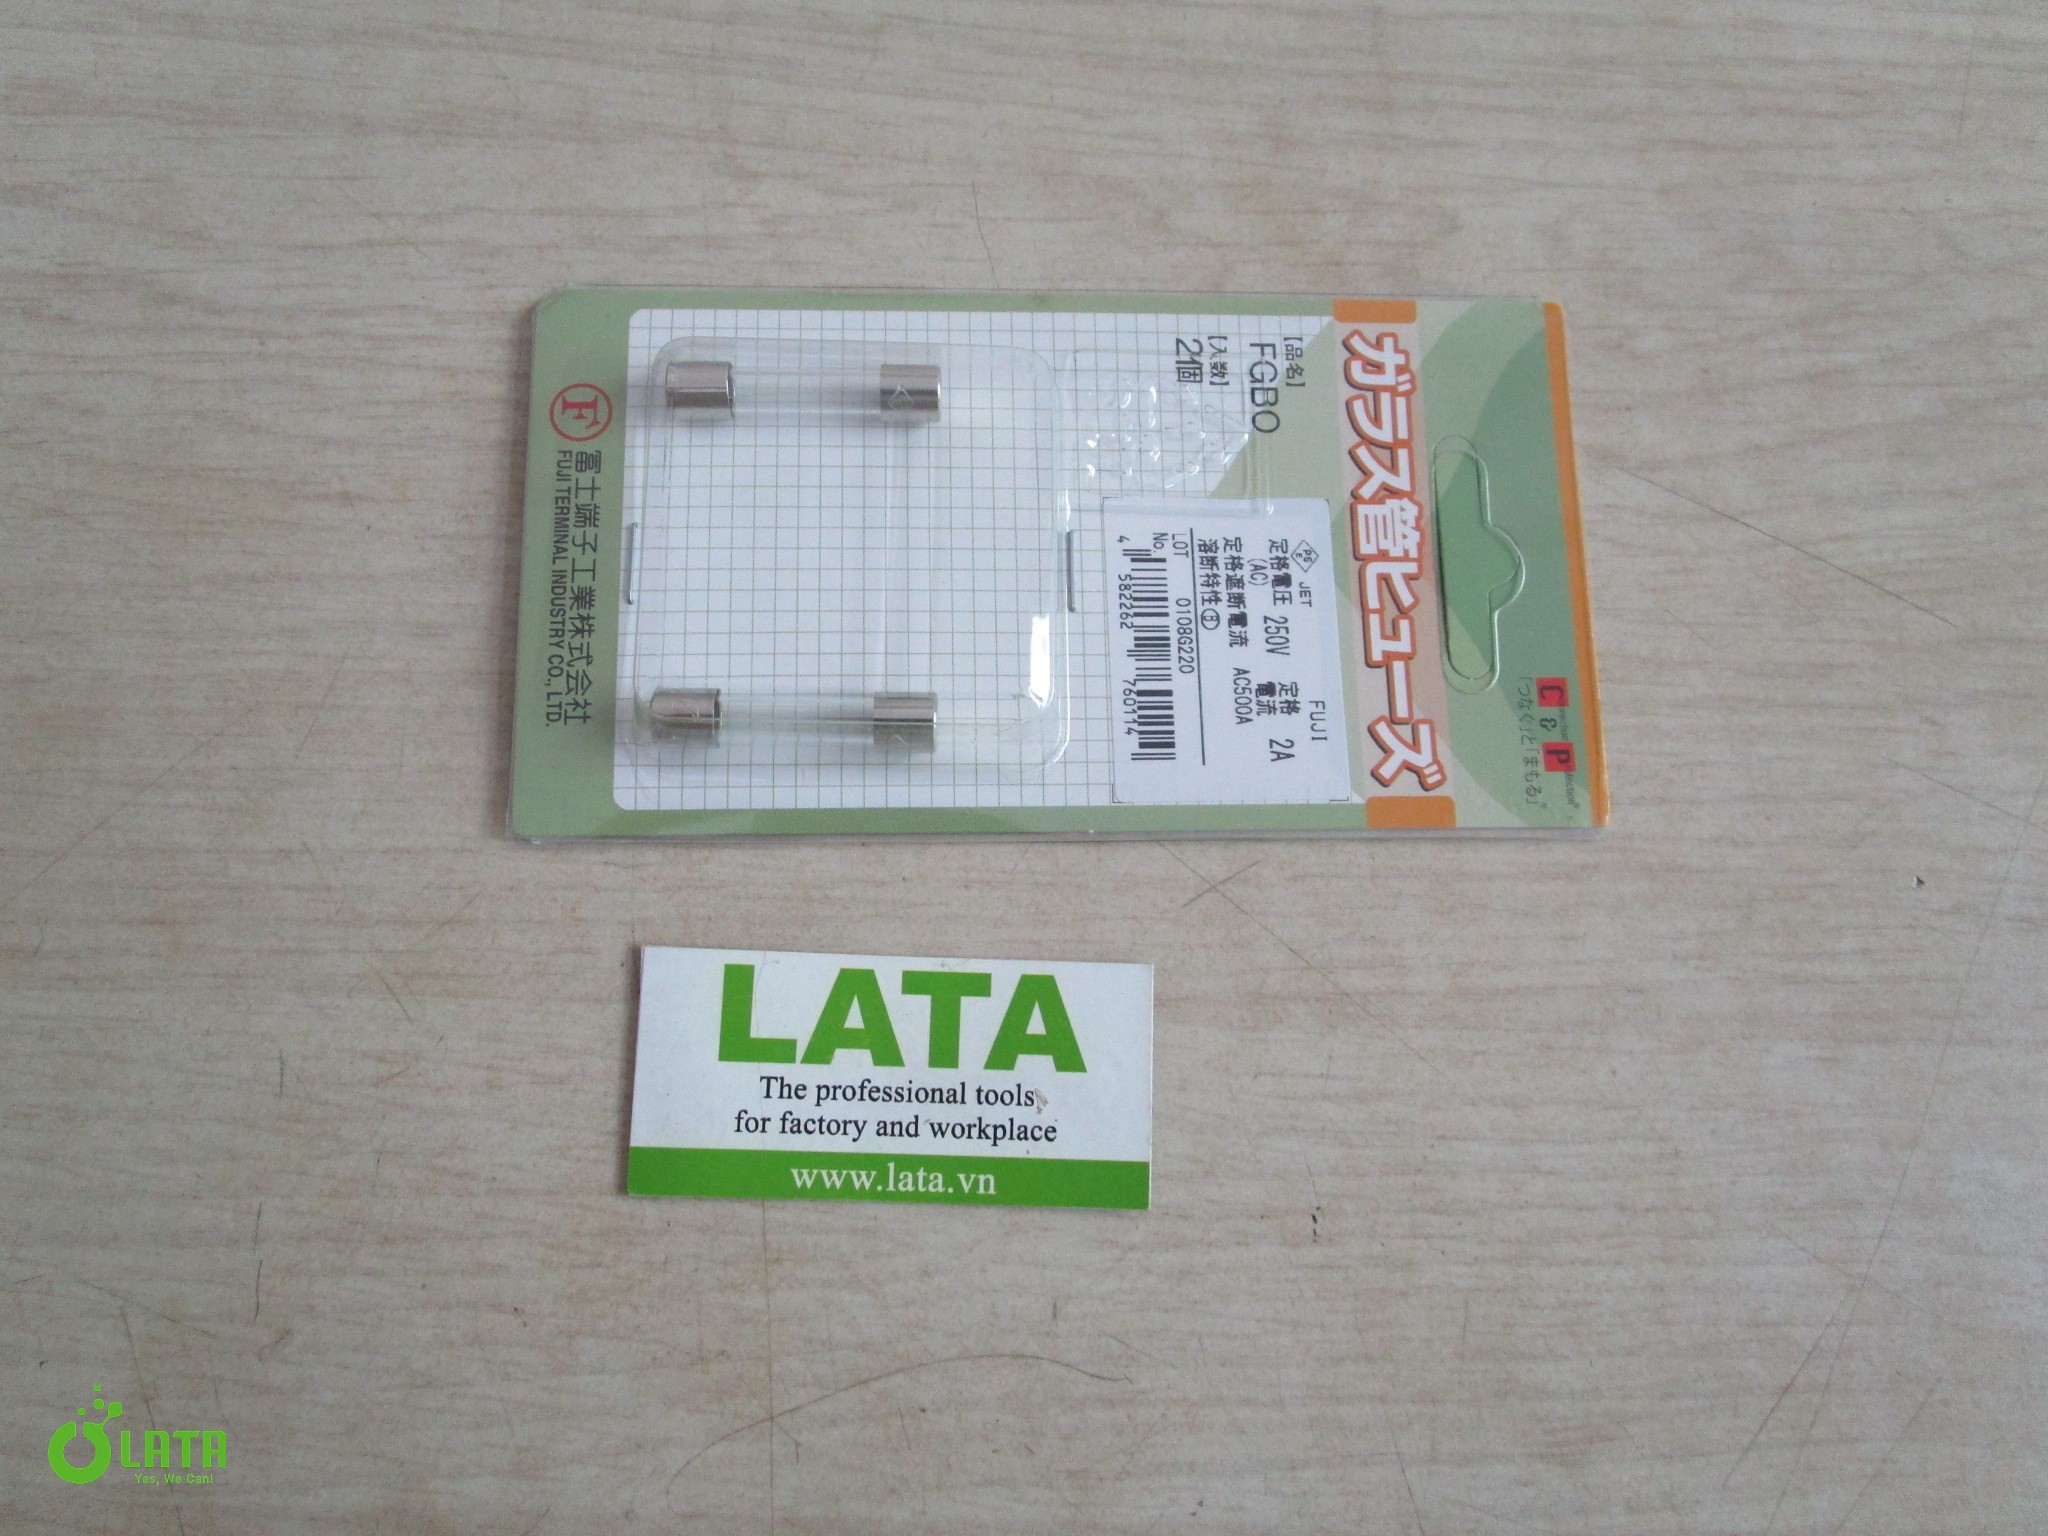 C & P
「つなぐ」と「まもる」
ガラス管ヒューズ
【品名】
FGBO
【入数】
2個
PS
E
JET
FUJI
定格電圧 250V
(AC)
定格
電流 2A
定格遮断電流 AC500A
溶断特性 Ⓑ
LOT
No. 0108G220
4 582262 760114
F
冨士端子工業株式会社
FUJI TERMINAL INDUSTRY CO., LTD.
LATA
The professional tools
for factory and workplace
www.lata.vn
LATA
Yes, We Can!